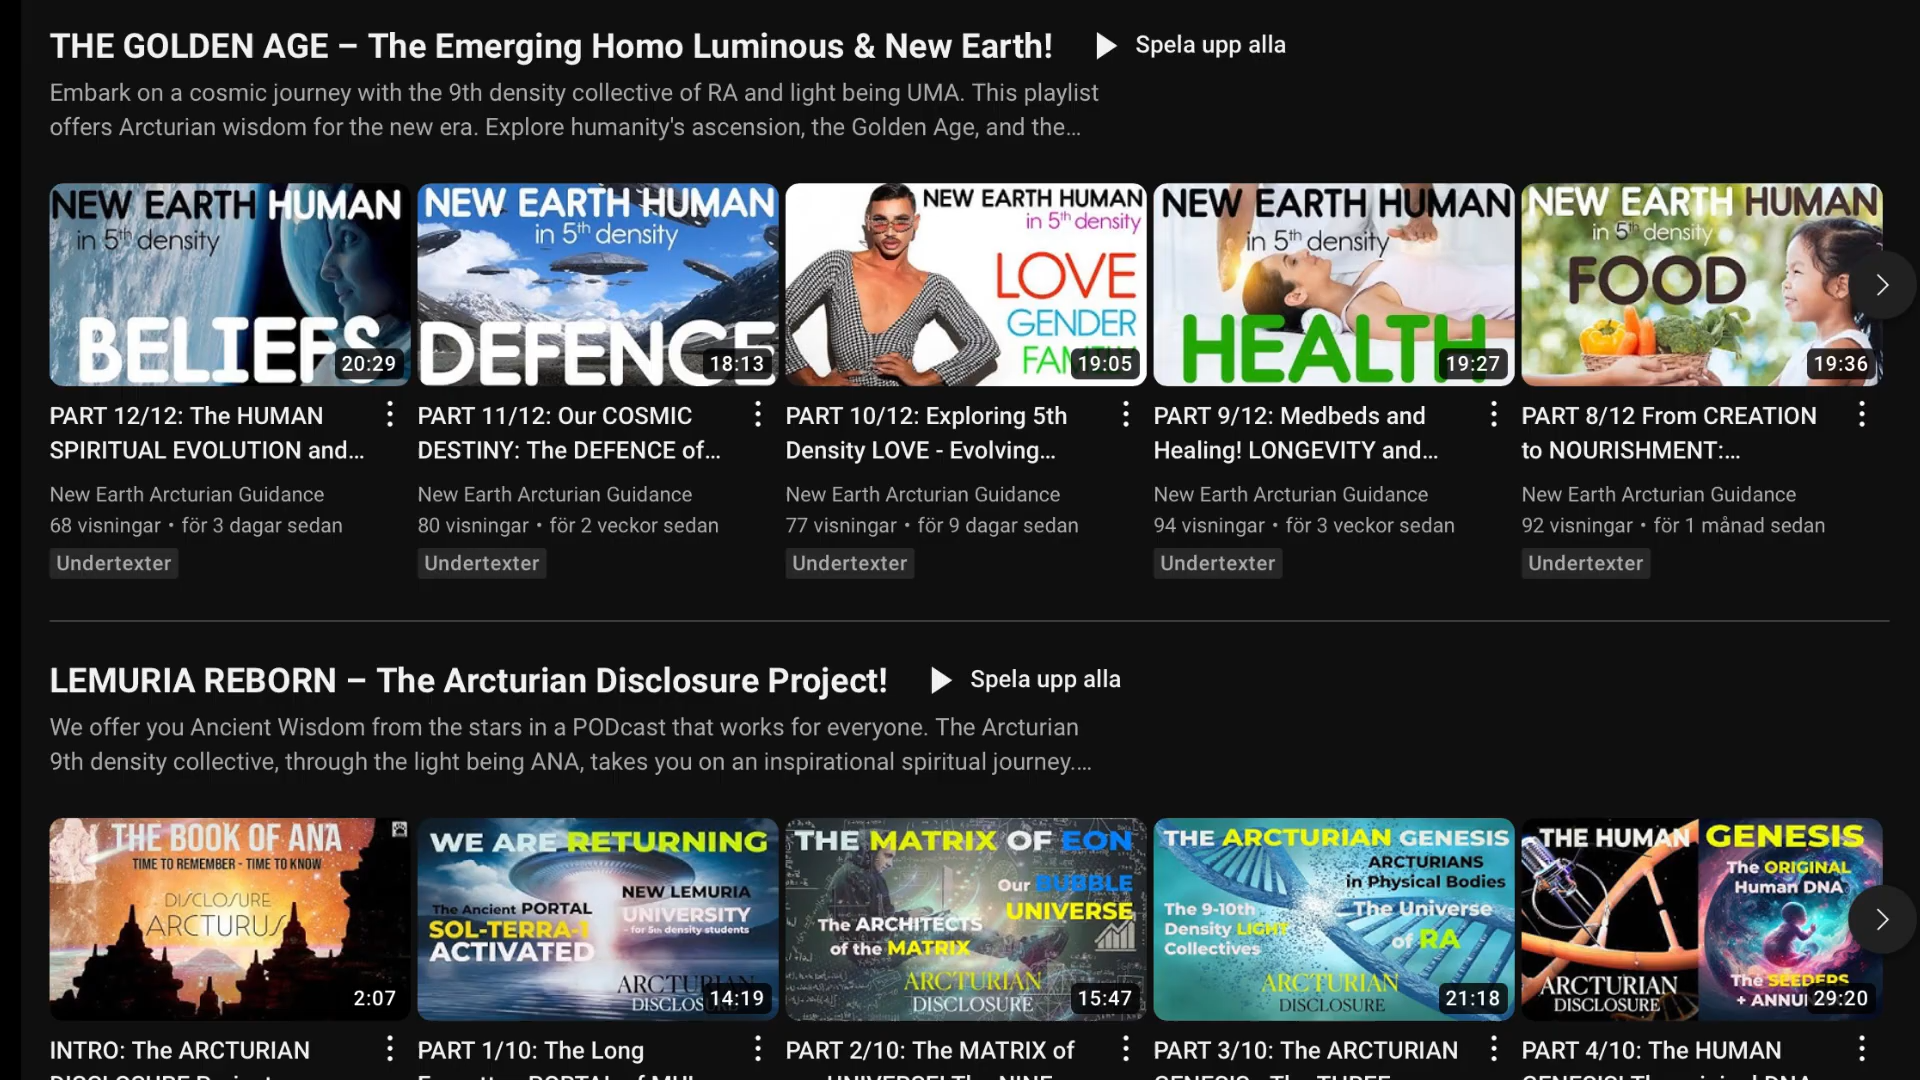 THE GOLDEN AGE – The Emerging Homo Luminous & New Earth!
Spela upp alla
Embark on a cosmic journey with the 9th density collective of RA and light being UMA. This playlist
offers Arcturian wisdom for the new era. Explore humanity's ascension, the Golden Age, and the...
NEW EARTH HUMAN
in 5th density
BELIEFS
20:29
NEW EARTH HUMAN
in 5th density
DEFENCE
18:13
NEW EARTH HUMAN
in 5th density
LOVE
GENDER
19:05
NEW EARTH HUMAN
in 5th density
HEALTH
19:27
NEW EARTH HUMAN
in 5th density
FOOD
19:36
PART 12/12: The HUMAN
SPIRITUAL EVOLUTION and...
New Earth Arcturian Guidance
68 visningar • för 3 dagar sedan
Undertexter
PART 11/12: Our COSMIC
DESTINY: The DEFENCE of...
New Earth Arcturian Guidance
80 visningar • för 2 veckor sedan
Undertexter
PART 10/12: Exploring 5th
Density LOVE - Evolving...
New Earth Arcturian Guidance
77 visningar • för 9 dagar sedan
Undertexter
PART 9/12: Medbeds and
Healing! LONGEVITY and...
New Earth Arcturian Guidance
94 visningar • för 3 veckor sedan
Undertexter
PART 8/12 From CREATION
to NOURISHMENT:...
New Earth Arcturian Guidance
92 visningar • för 1 månad sedan
Undertexter
LEMURIA REBORN – The Arcturian Disclosure Project!
Spela upp alla
We offer you Ancient Wisdom from the stars in a PODcast that works for everyone. The Arcturian
9th density collective, through the light being ANA, takes you on an inspirational spiritual journey....
THE BOOK OF ANA
TIME TO REMEMBER - TIME TO KNOW
DISCLOSURE
ARCTURUS
2:07
WE ARE RETURNING
NEW LEMURIA
UNIVERSITY
- for 5th density students
The Ancient PORTAL
SOL-TERRA-1
ACTIVATED
ARCTURIAN
14:19
THE MATRIX OF EON
Our BUBBLE
UNIVERSE
The ARCHITECTS
of the MATRIX
ARCTURIAN
DISCLOSURE
15:47
THE ARCTURIAN GENESIS
ARCTURIANS
in Physical Bodies
The 9-10th
Density LIGHT
Collectives
The Universe
of RA
ARCTURIAN
DISCLOSURE
21:18
THE HUMAN GENESIS
The ORIGINAL
Human DNA
The SEEDERS
ARCTURIAN
DISCLOSURE
29:20
INTRO: The ARCTURIAN
PART 1/10: The Long
PART 2/10: The MATRIX of
PART 3/10: The ARCTURIAN
PART 4/10: The HUMAN